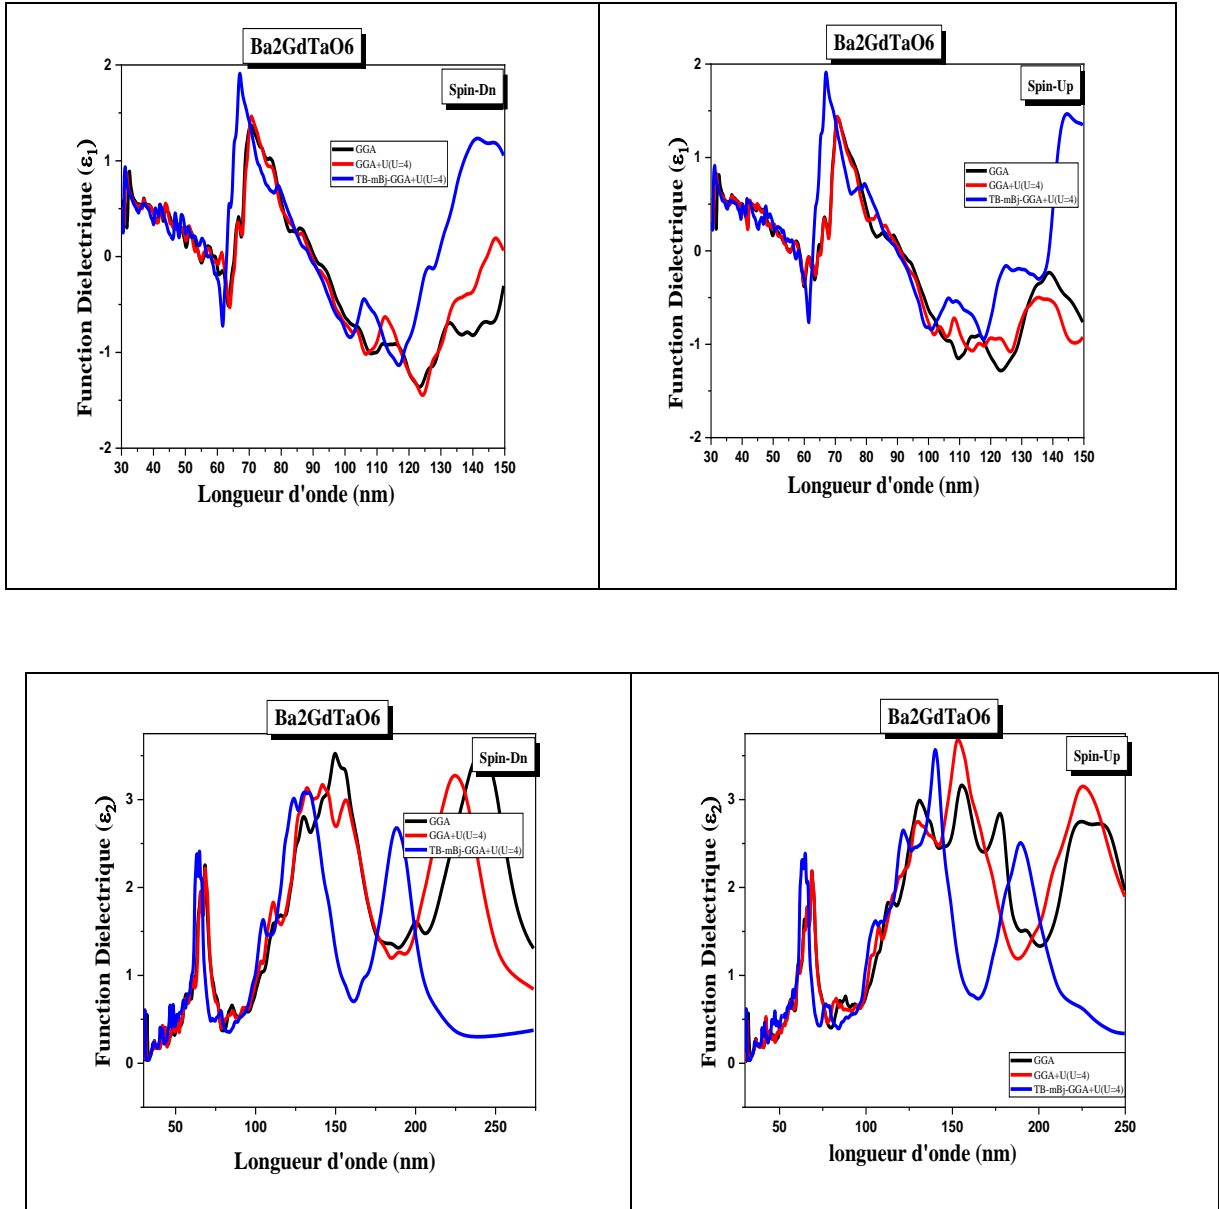 Ba2GdTaO6
Spin-Dn
GGA
GGA+U(U=4)
TB-mBj-GGA+U(U=4)
Function Dielectrique (ε1)
2
1
0
-1
-2
30 40 50 60 70 80 90 100 110 120 130 140 150
Longueur d'onde (nm)
Ba2GdTaO6
Spin-Up
GGA
GGA+U(U=4)
TB-mBj-GGA+U(U=4)
Function Dielectrique (ε1)
2
1
0
-1
-2
30 40 50 60 70 80 90 100 110 120 130 140 150
Longueur d'onde (nm)
Ba2GdTaO6
Spin-Dn
GGA
GGA+U(U=4)
TB-mBj-GGA+U(U=4)
Function Dielectrique (ε2)
3
2
1
0
50 100 150 200 250
Longueur d'onde (nm)
Ba2GdTaO6
Spin-Up
GGA
GGA+U(U=4)
TB-mBj-GGA+U(U=4)
Function Dielectrique (ε2)
3
2
1
0
50 100 150 200 250
longueur d'onde (nm)